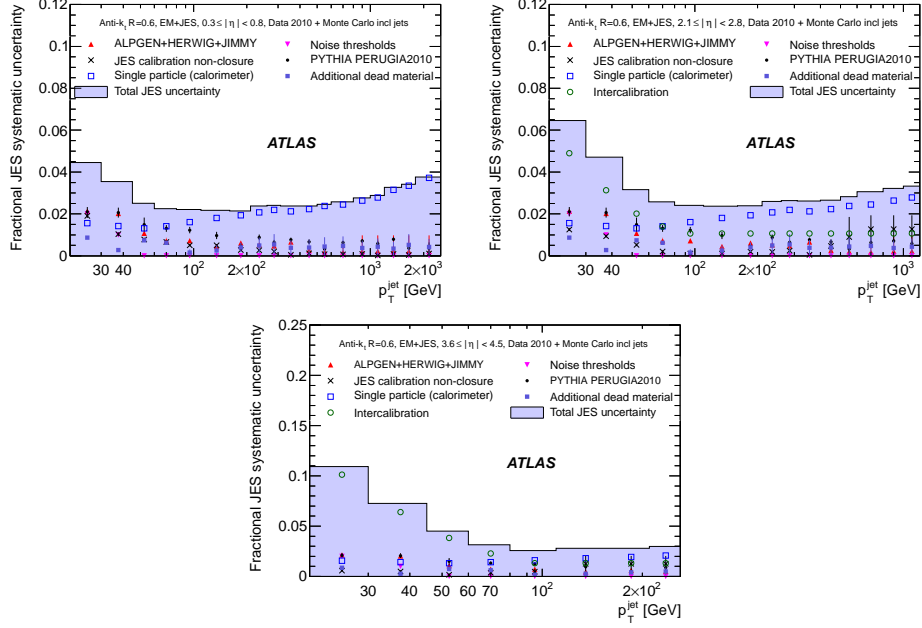 Anti-k_t R=0.6, EM+JES, 0.3≤ | η | < 0.8, Data 2010 + Monte Carlo incl jets
ALPGEN+HERWIG+JIMMY
Noise thresholds
JES calibration non-closure
PYTHIA PERUGIA2010
Single particle (calorimeter)
Additional dead material
Total JES uncertainty
ATLAS
Fractional JES systematic uncertainty
0.12
0.1
0.08
0.06
0.04
0.02
0
30 40 10² 2×10² 10³ 2×10³
p_T^jet [GeV]
Anti-k_t R=0.6, EM+JES, 2.1≤ | η | < 2.8, Data 2010 + Monte Carlo incl jets
ALPGEN+HERWIG+JIMMY
Noise thresholds
JES calibration non-closure
PYTHIA PERUGIA2010
Single particle (calorimeter)
Additional dead material
Intercalibration
Total JES uncertainty
ATLAS
Fractional JES systematic uncertainty
0.12
0.1
0.08
0.06
0.04
0.02
0
30 40 10² 2×10² 10³
p_T^jet [GeV]
Anti-k_t R=0.6, EM+JES, 3.6≤ | η | < 4.5, Data 2010 + Monte Carlo incl jets
ALPGEN+HERWIG+JIMMY
Noise thresholds
JES calibration non-closure
PYTHIA PERUGIA2010
Single particle (calorimeter)
Additional dead material
Intercalibration
Total JES uncertainty
ATLAS
Fractional JES systematic uncertainty
0.25
0.2
0.15
0.1
0.05
0
30 40 50 60 70 10² 2×10²
p_T^jet [GeV]